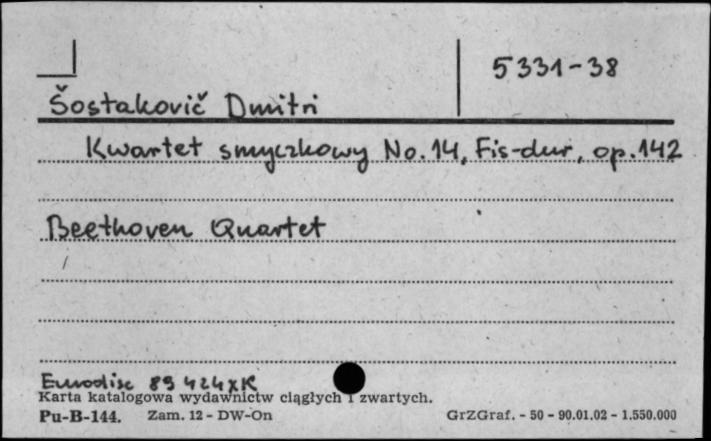 5331-38
Šostakovič Dmitri
Kwartet smyczkowy No.14, Fis-dur, op.142
Beethoven Quartet
Eurodisc 89 424 XK
Karta katalogowa wydawnictw ciągłych i zwartych.
Pu-B-144. Zam. 12 - DW-On GrZGraf. - 50 - 90.01.02 - 1.550.000